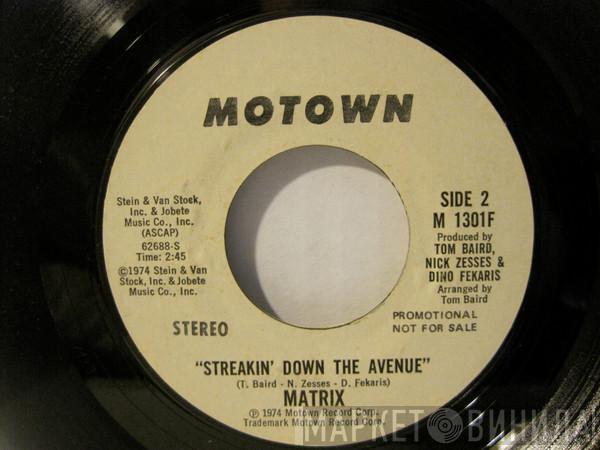 MOTOWN
Stein & Van Stock,
Inc. & Jobete
Music Co., Inc.
(ASCAP)
62688-S
Time: 2:45
©1974 Stein & Van
Stock, Inc. & Jobete
Music Co., Inc.
STEREO
SIDE 2
M 1301F
Produced by
TOM BAIRD,
NICK ZESSES &
DINO FEKARIS
Arranged by
Tom Baird
PROMOTIONAL
NOT FOR SALE
"STREAKIN' DOWN THE AVENUE"
(T. Baird - N. Zesses - D. Fekaris)
MATRIX
℗ 1974 Motown Record Corp.
Trademark Motown Record Corp.
МАРКЕТ ВИНИЛА